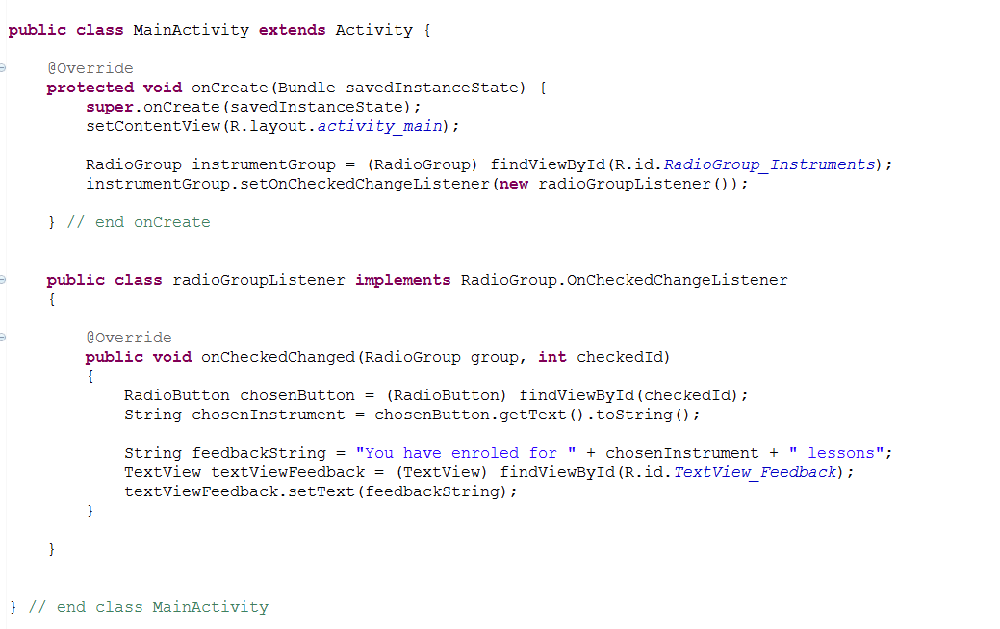 public class MainActivity extends Activity {
@Override
protected void onCreate(Bundle savedInstanceState) {
super.onCreate(savedInstanceState);
setContentView(R.layout.activity_main);
RadioGroup instrumentGroup = (RadioGroup) findViewById(R.id.RadioGroup_Instruments);
instrumentGroup.setOnCheckedChangeListener(new radioGroupListener());
} // end onCreate
public class radioGroupListener implements RadioGroup.OnCheckedChangeListener
{
@Override
public void onCheckedChanged(RadioGroup group, int checkedId)
{
RadioButton chosenButton = (RadioButton) findViewById(checkedId);
String chosenInstrument = chosenButton.getText().toString();
String feedbackString = "You have enroled for " + chosenInstrument + " lessons";
TextView textViewFeedback = (TextView) findViewById(R.id.TextView_Feedback);
textViewFeedback.setText(feedbackString);
}
}
} // end class MainActivity